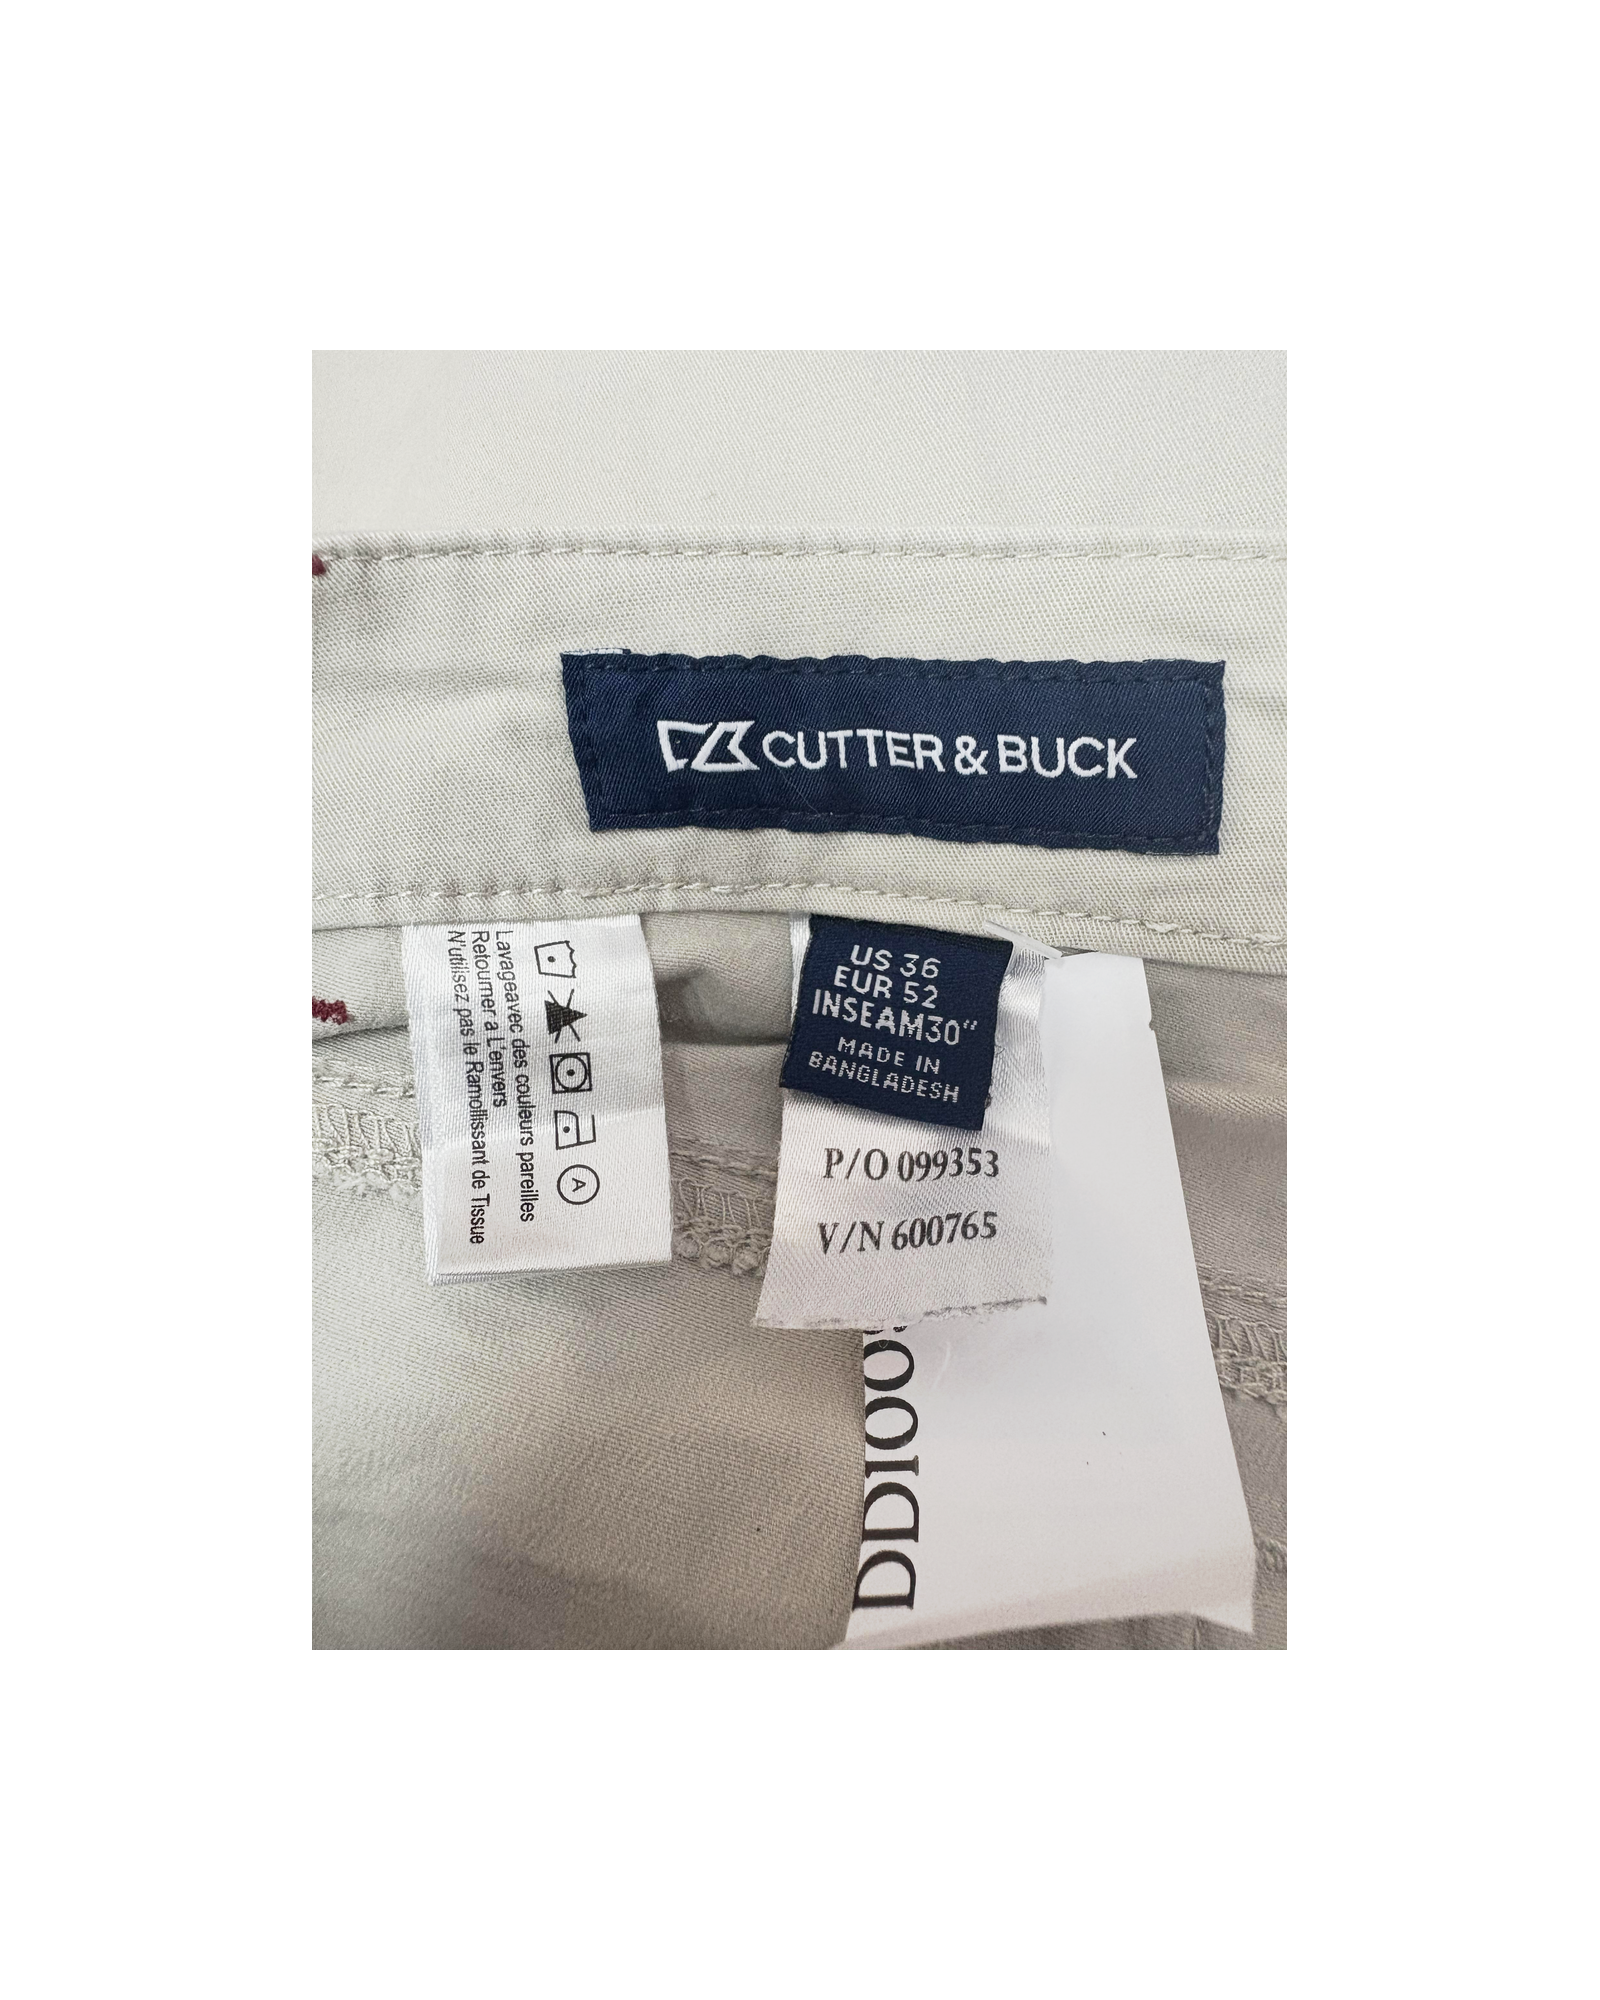 CUTTER & BUCK
Lavageavec des couleurs pareilles
Retourner a L'envers
N'utilisez pas le Ramollissant de Tissue
A
US 36
EUR 52
INSEAM30"
MADE IN
BANGLADESH
P/O 099353
V/N 600765
DDI00